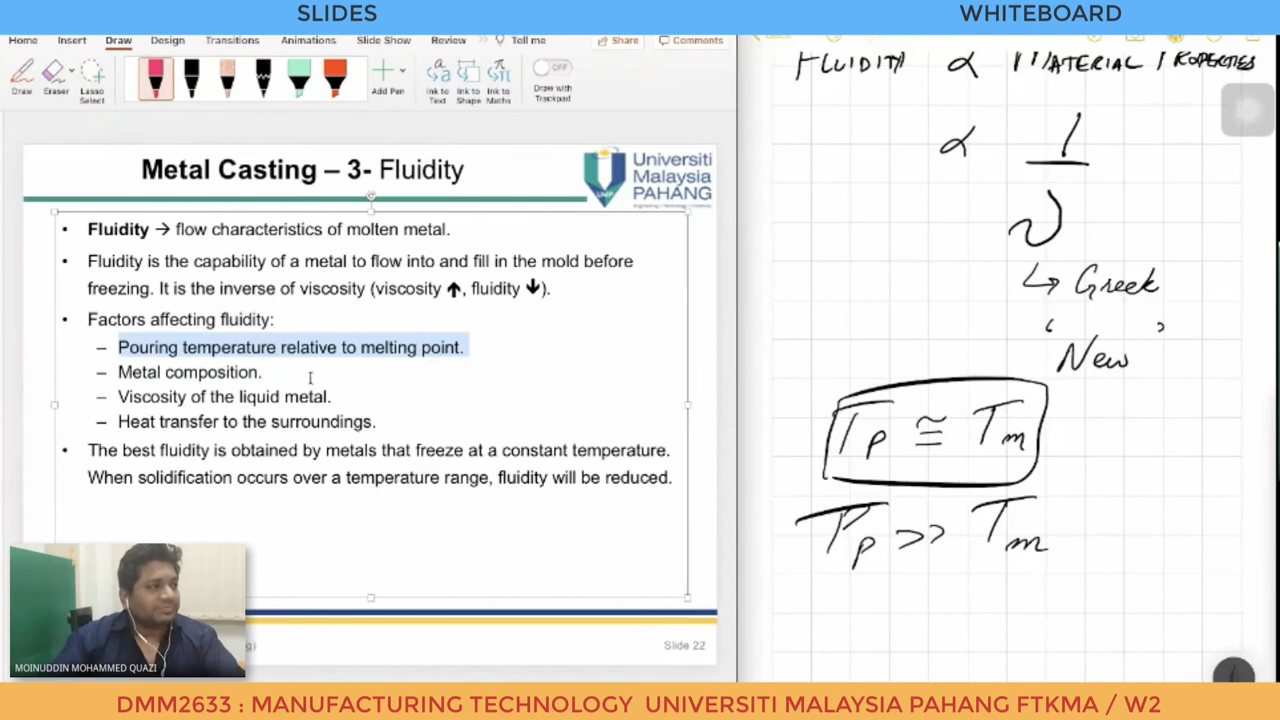 SLIDES
WHITEBOARD
Home Insert Draw Design Transitions Animations Slide Show Review Tell me Share Comments
Draw Eraser Lasso Select Add Pen Ink to Text Ink to Shape Ink to Maths Draw with Trackpad
OFF
Metal Casting – 3- Fluidity
Universiti
Malaysia
PAHANG
UMP
• Fluidity → flow characteristics of molten metal.
• Fluidity is the capability of a metal to flow into and fill in the mold before
freezing. It is the inverse of viscosity (viscosity ↑, fluidity ↓).
• Factors affecting fluidity:
– Pouring temperature relative to melting point.
– Metal composition.
– Viscosity of the liquid metal.
– Heat transfer to the surroundings.
• The best fluidity is obtained by metals that freeze at a constant temperature.
When solidification occurs over a temperature range, fluidity will be reduced.
Slide 22
MOINUDDIN MOHAMMED QUAZI
FLUIDITY ∝ MATERIAL PROPERTIES
∝ 1
ν
↪ Greek
' New '
Tp ≅ Tm
Tp >> Tm
DMM2633 : MANUFACTURING TECHNOLOGY UNIVERSITI MALAYSIA PAHANG FTKMA / W2